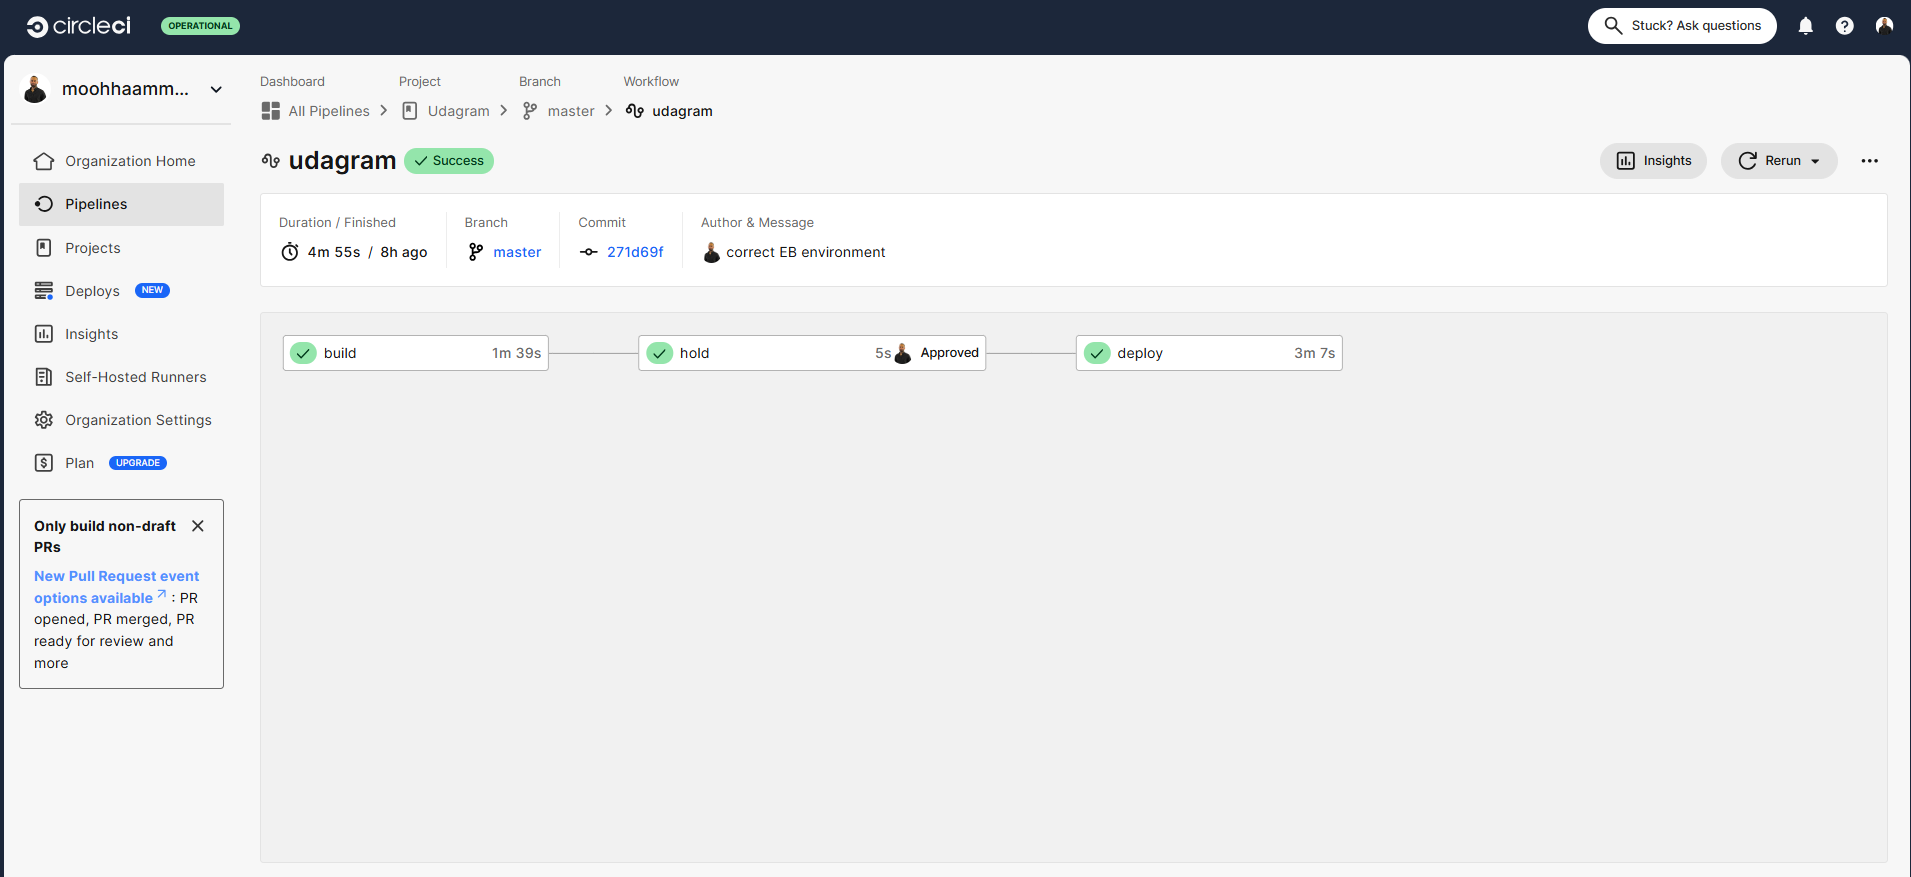 circleci
OPERATIONAL
Stuck? Ask questions
moohhaamm...
Dashboard
Project
Branch
Workflow
All Pipelines
Udagram
master
udagram
udagram
Success
Insights
Rerun
Organization Home
Pipelines
Projects
Deploys NEW
Insights
Self-Hosted Runners
Organization Settings
Plan UPGRADE
Duration / Finished
4m 55s / 8h ago
Branch
master
Commit
271d69f
Author & Message
correct EB environment
build 1m 39s
hold 5s Approved
deploy 3m 7s
Only build non-draft
PRs
New Pull Request event
options available : PR
opened, PR merged, PR
ready for review and
more